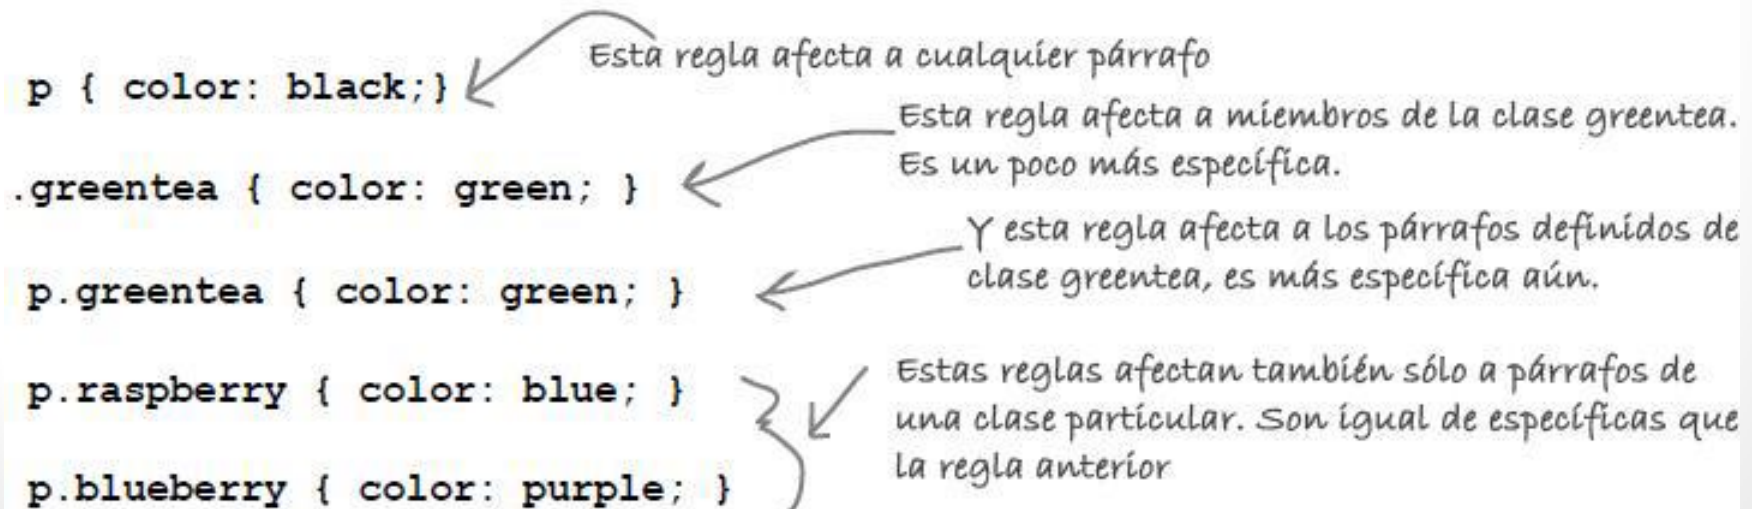 Esta regla afecta a cualquier párrafo
p { color: black;}
Esta regla afecta a miembros de la clase greentea.
Es un poco más específica.
.greentea { color: green; }
Y esta regla afecta a los párrafos definidos de
clase greentea, es más específica aún.
p.greentea { color: green; }
Estas reglas afectan también sólo a párrafos de
una clase particular. Son igual de específicas que
la regla anterior
p.raspberry { color: blue; }
p.blueberry { color: purple; }